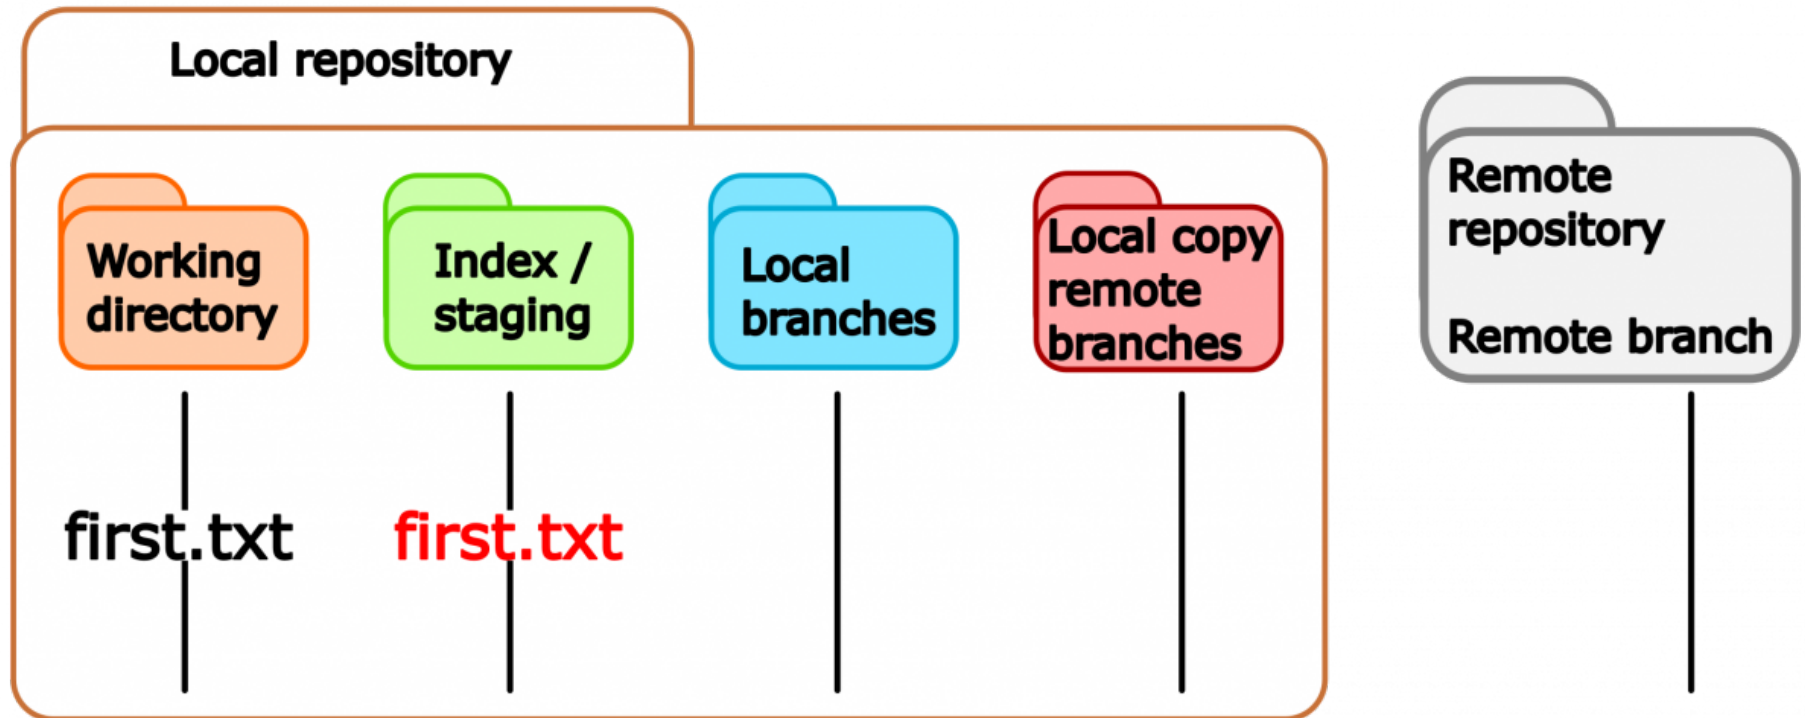 Local repository
Working
directory
Index /
staging
Local
branches
Local copy
remote
branches
Remote
repository
Remote branch
first.txt
first.txt